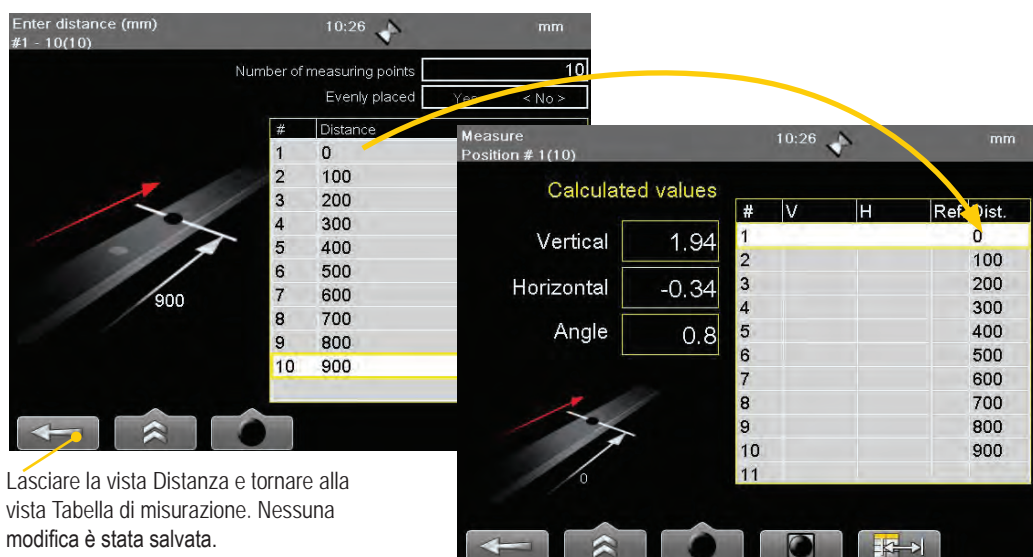 Enter distance (mm) 10:26 mm
#1 - 10(10)
Number of measuring points 10
Evenly placed Yes < No >
# Distance
1 0
2 100
3 200
4 300
5 400
6 500
7 600
8 700
9 800
10 900
900
Lasciare la vista Distanza e tornare alla
vista Tabella di misurazione. Nessuna
modifica è stata salvata.
Measure 10:26 mm
Position # 1(10)
Calculated values
Vertical 1.94
Horizontal -0.34
Angle 0.8
# V H Ref Dist.
1 0
2 100
3 200
4 300
5 400
6 500
7 600
8 700
9 800
10 900
11
0